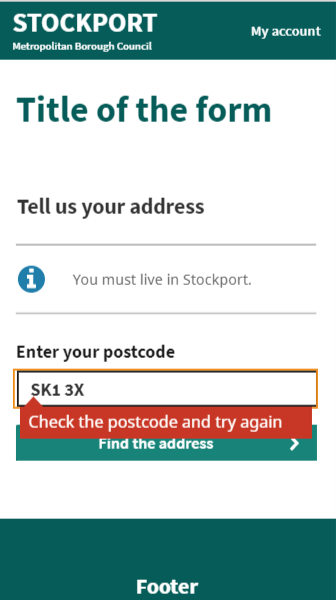 STOCKPORT
My account
Metropolitan Borough Council
Title of the form
Tell us your address
You must live in Stockport.
Enter your postcode
SK1 3X
Check the postcode and try again
Find the address
Footer